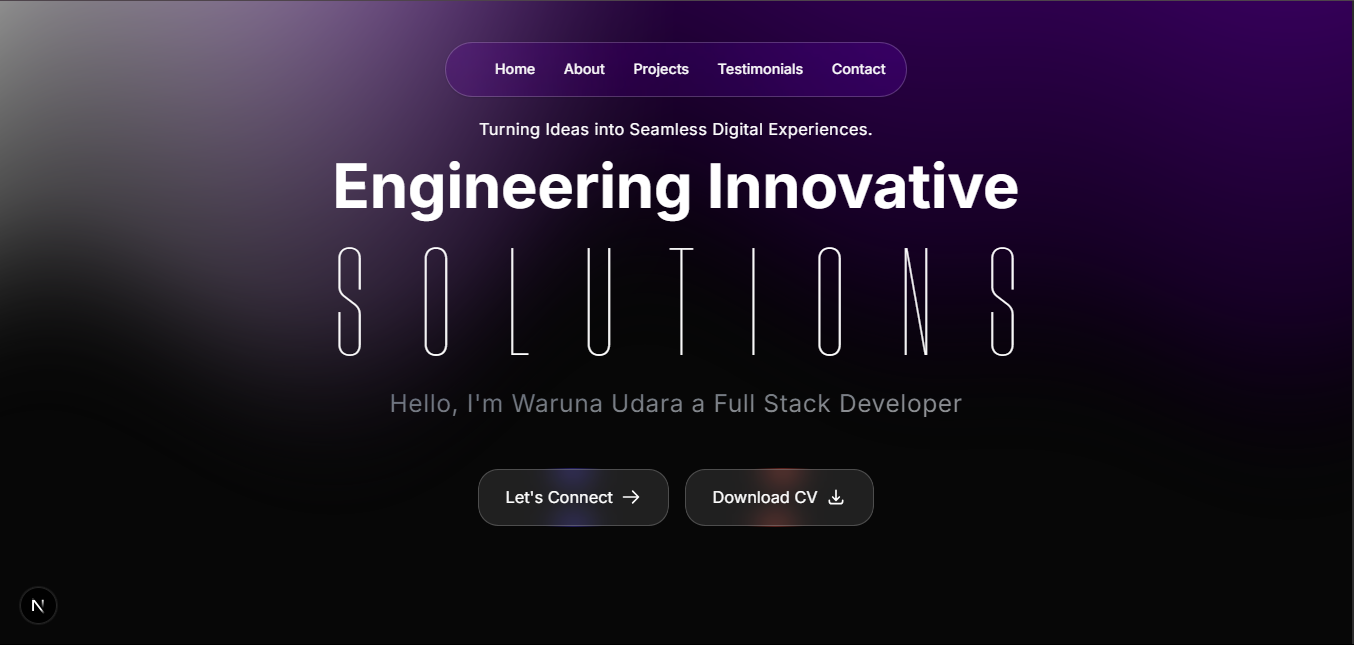 Home About Projects Testimonials Contact
Turning Ideas into Seamless Digital Experiences.
Engineering Innovative
SOLUTIONS
Hello, I'm Waruna Udara a Full Stack Developer
Let's Connect Download CV
N